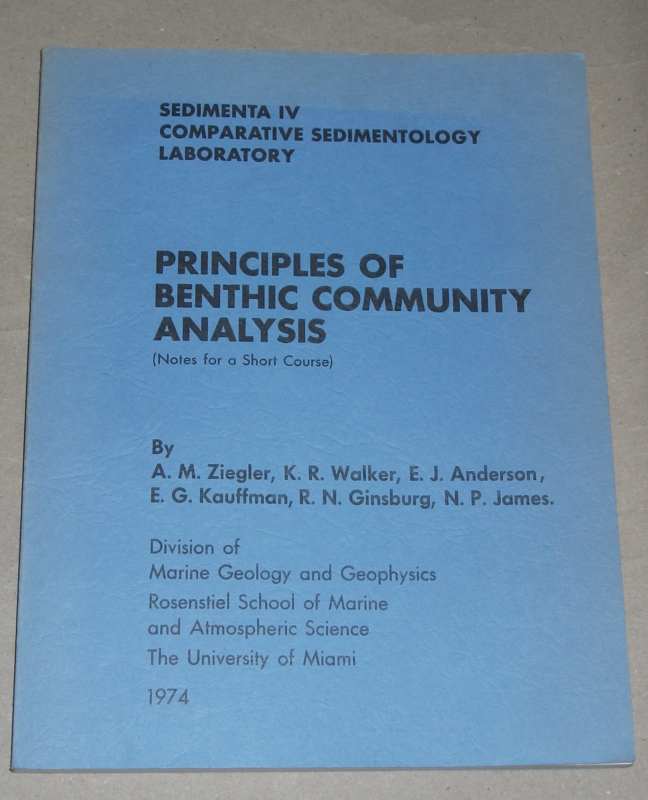 SEDIMENTA IV
COMPARATIVE SEDIMENTOLOGY
LABORATORY
PRINCIPLES OF
BENTHIC COMMUNITY
ANALYSIS
(Notes for a Short Course)
By
A. M. Ziegler, K. R. Walker, E. J. Anderson,
E. G. Kauffman, R. N. Ginsburg, N. P. James.
Division of
Marine Geology and Geophysics
Rosenstiel School of Marine
and Atmospheric Science
The University of Miami
1974